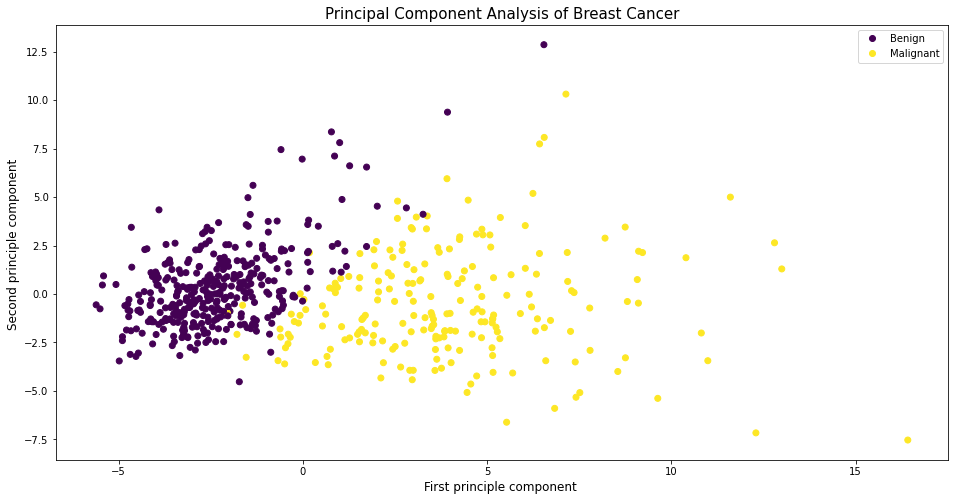 Principal Component Analysis of Breast Cancer
Benign
Malignant
12.5
10.0
7.5
5.0
2.5
0.0
−2.5
−5.0
−7.5
Second principle component
−5
0
5
10
15
First principle component